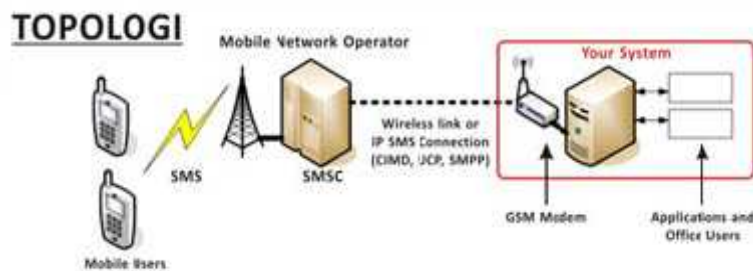 TOPOLOGI
Mobile Network Operator
Your System
SMS
SMSC
Wireless link or
IP SMS Connection
(CIMD, UCP, SMPP)
GSM Modem
Applications and
Office Users
Mobile Users